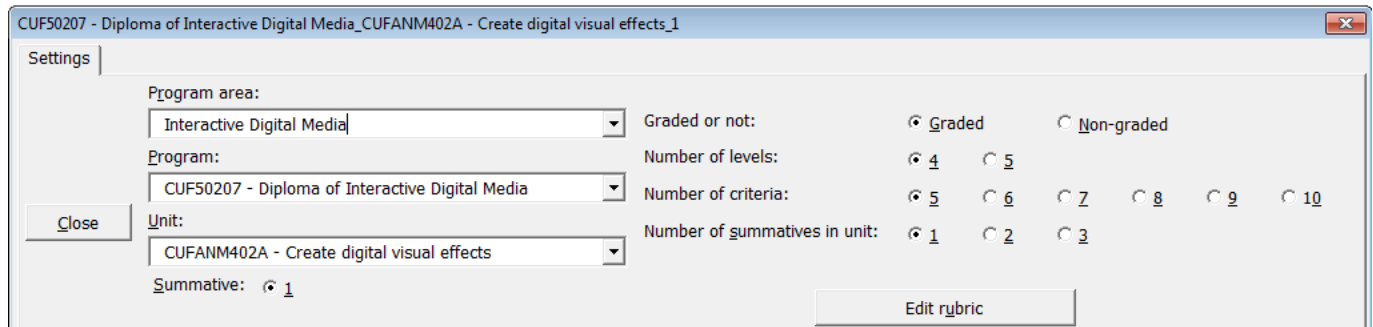 CUF50207 - Diploma of Interactive Digital Media_CUFANM402A - Create digital visual effects_1
Settings
Program area:
Interactive Digital Media
Program:
CUF50207 - Diploma of Interactive Digital Media
Close
Unit:
CUFANM402A - Create digital visual effects
Summative: 1
Graded or not: Graded Non-graded
Number of levels: 4 5
Number of criteria: 5 6 7 8 9 10
Number of summatives in unit: 1 2 3
Edit rubric